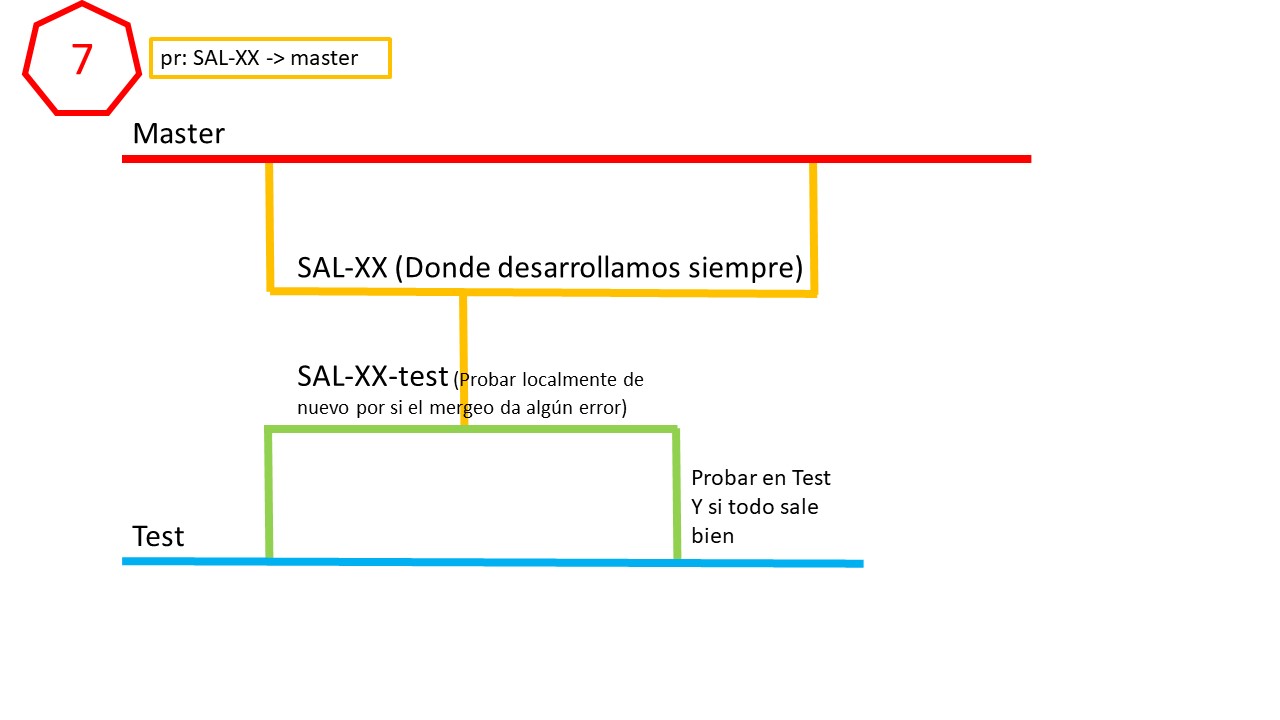 7
pr: SAL-XX -> master
Master
SAL-XX (Donde desarrollamos siempre)
SAL-XX-test (Probar localmente de
nuevo por si el mergeo da algún error)
Probar en Test
Y si todo sale
bien
Test